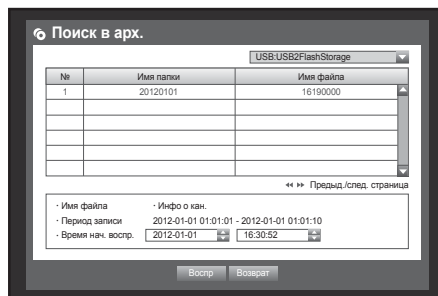 Поиск в арх.
USB:USB2FlashStorage
№ Имя папки Имя файла
1 20120101 16190000
Предыд./след. страница
· Имя файла · Инфо о кан.
· Период записи 2012-01-01 01:01:01 - 2012-01-01 01:01:10
· Время нач. воспр. 2012-01-01 16:30:52
Воспр Возврат